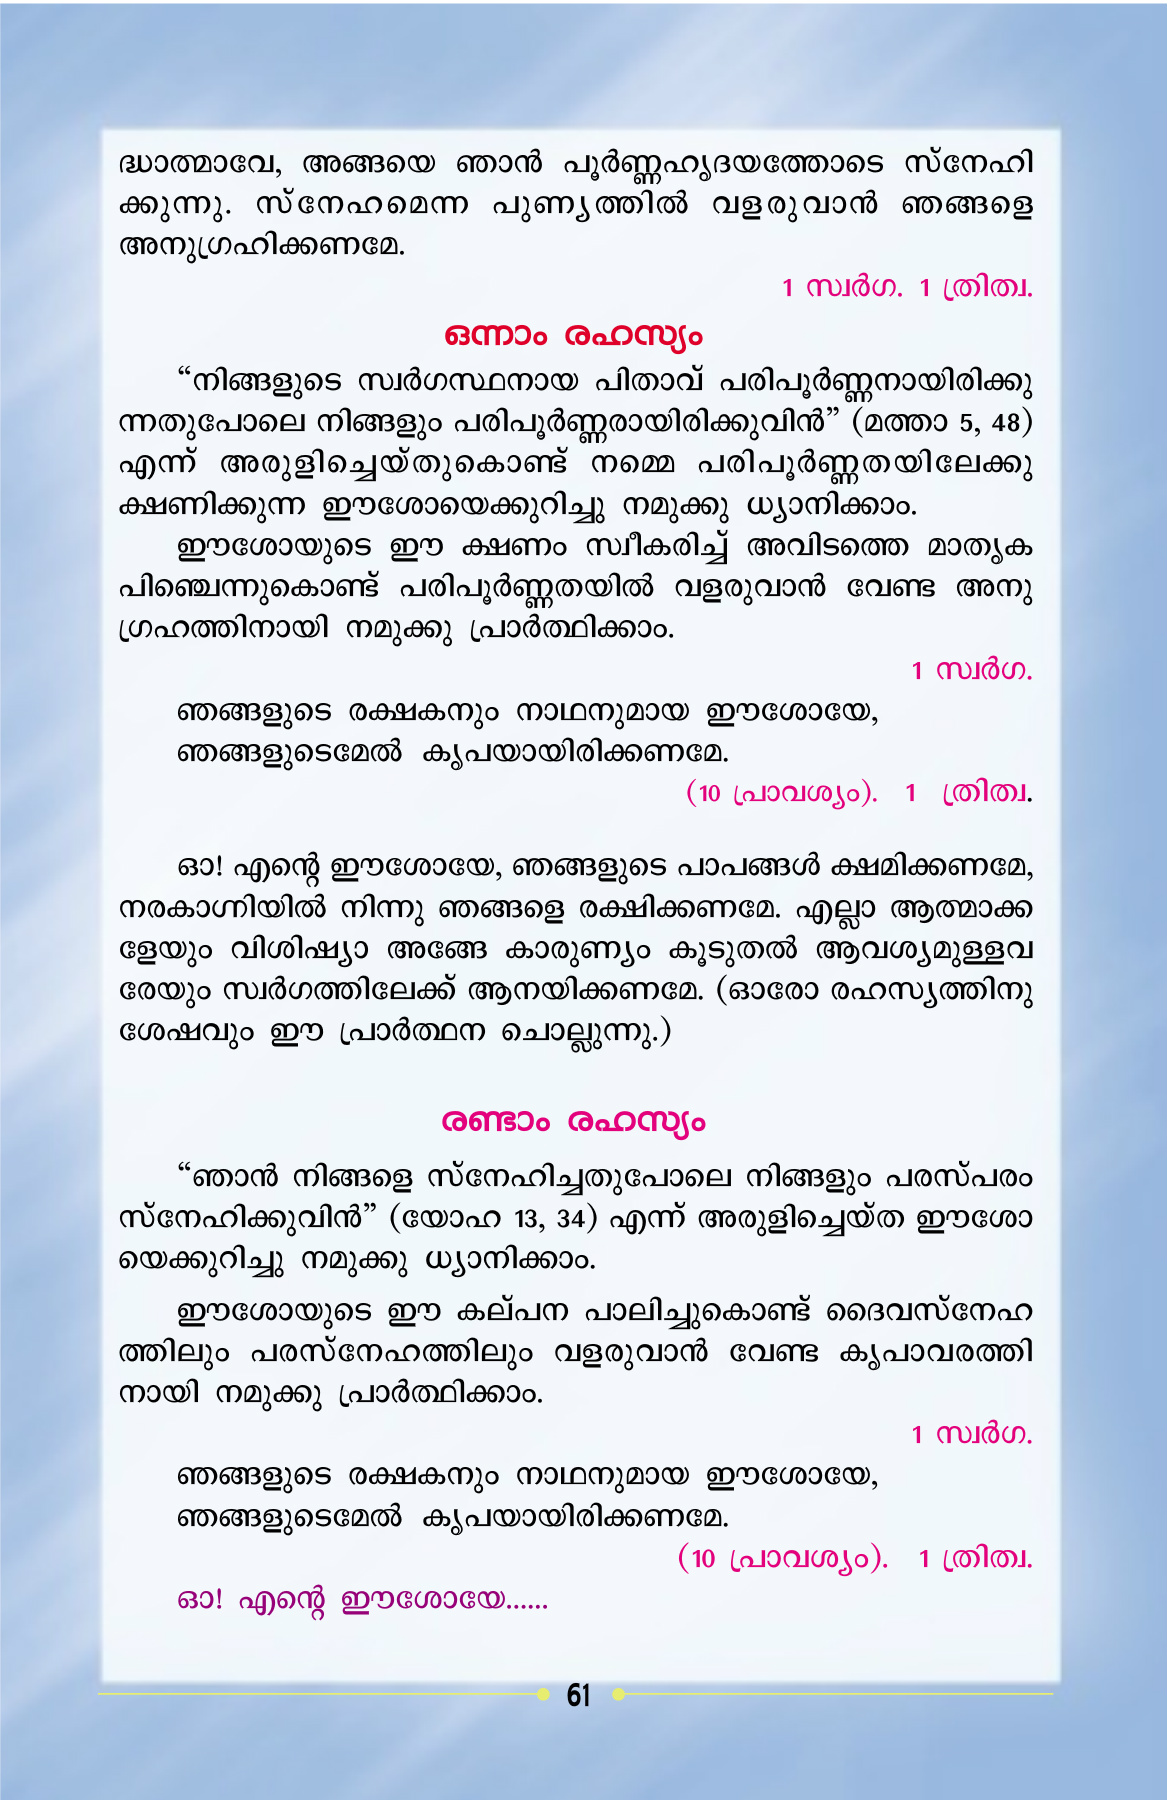 ദ്ധാത്മാവേ, അങ്ങയെ ഞാൻ പൂർണ്ണഹൃദയത്തോടെ സ്നേഹി
ക്കുന്നു. സ്നേഹമെന്ന പുണ്യത്തിൽ വളരുവാൻ ഞങ്ങളെ
അനുഗ്രഹിക്കണമേ.
1 സ്വർഗ. 1 ത്രിത്വ.
ഒന്നാം രഹസ്യം
“നിങ്ങളുടെ സ്വർഗസ്ഥനായ പിതാവ് പരിപൂർണ്ണനായിരിക്കു
ന്നതുപോലെ നിങ്ങളും പരിപൂർണ്ണരായിരിക്കുവിൻ” (മത്താ 5, 48)
എന്ന് അരുളിച്ചെയ്തുകൊണ്ട് നമ്മെ പരിപൂർണ്ണതയിലേക്കു
ക്ഷണിക്കുന്ന ഈശോയെക്കുറിച്ചു നമുക്കു ധ്യാനിക്കാം.
ഈശോയുടെ ഈ ക്ഷണം സ്വീകരിച്ച് അവിടത്തെ മാതൃക
പിഞ്ചെന്നുകൊണ്ട് പരിപൂർണ്ണതയിൽ വളരുവാൻ വേണ്ട അനു
ഗ്രഹത്തിനായി നമുക്കു പ്രാർത്ഥിക്കാം.
1 സ്വർഗ.
ഞങ്ങളുടെ രക്ഷകനും നാഥനുമായ ഈശോയേ,
ഞങ്ങളുടെമേൽ കൃപയായിരിക്കണമേ.
(10 പ്രാവശ്യം). 1 ത്രിത്വ.
ഓ! എന്റെ ഈശോയേ, ഞങ്ങളുടെ പാപങ്ങൾ ക്ഷമിക്കണമേ,
നരകാഗ്നിയിൽ നിന്നു ഞങ്ങളെ രക്ഷിക്കണമേ. എല്ലാ ആത്മാക്ക
ളേയും വിശിഷ്യാ അങ്ങേ കാരുണ്യം കൂടുതൽ ആവശ്യമുള്ളവ
രേയും സ്വർഗത്തിലേക്ക് ആനയിക്കണമേ. (ഓരോ രഹസ്യത്തിനു
ശേഷവും ഈ പ്രാർത്ഥന ചൊല്ലുന്നു.)
രണ്ടാം രഹസ്യം
“ഞാൻ നിങ്ങളെ സ്നേഹിച്ചതുപോലെ നിങ്ങളും പരസ്പരം
സ്നേഹിക്കുവിൻ” (യോഹ 13, 34) എന്ന് അരുളിച്ചെയ്ത ഈശോ
യെക്കുറിച്ചു നമുക്കു ധ്യാനിക്കാം.
ഈശോയുടെ ഈ കല്പന പാലിച്ചുകൊണ്ട് ദൈവസ്നേഹ
ത്തിലും പരസ്നേഹത്തിലും വളരുവാൻ വേണ്ട കൃപാവരത്തി
നായി നമുക്കു പ്രാർത്ഥിക്കാം.
1 സ്വർഗ.
ഞങ്ങളുടെ രക്ഷകനും നാഥനുമായ ഈശോയേ,
ഞങ്ങളുടെമേൽ കൃപയായിരിക്കണമേ.
(10 പ്രാവശ്യം). 1 ത്രിത്വ.
ഓ! എന്റെ ഈശോയേ......
61